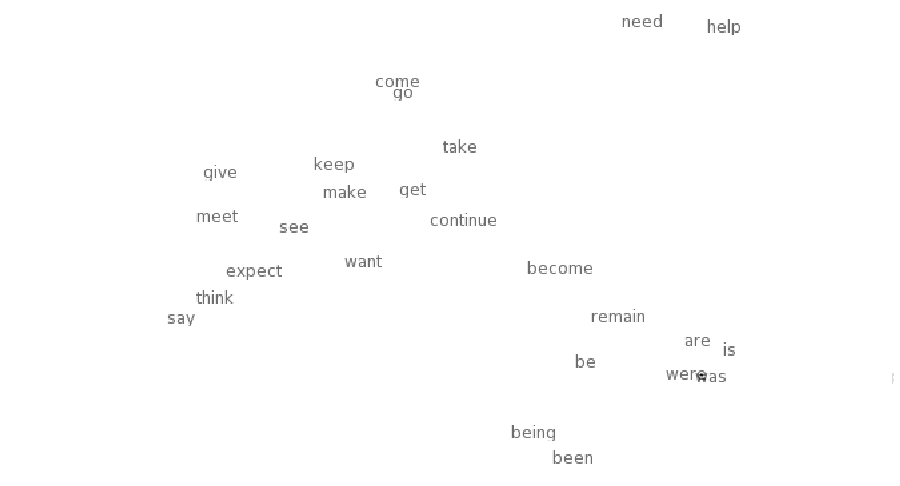 need
help
come
go
take
keep
give
make
get
meet
continue
see
want
become
expect
think
remain
say
are
is
be
were
was
being
been